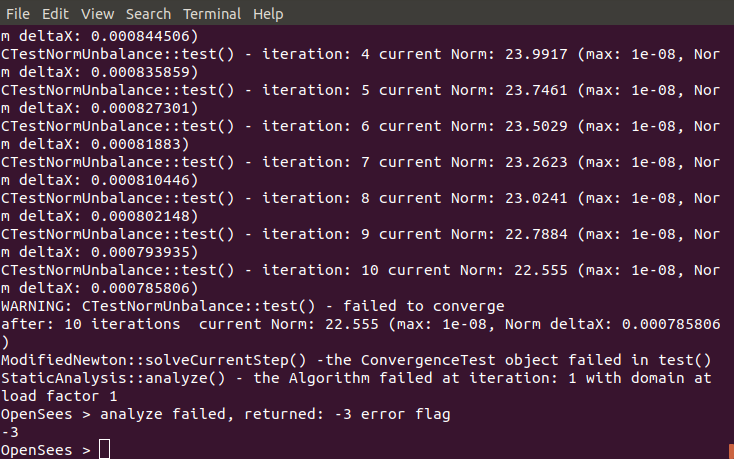 File Edit View Search Terminal Help
m deltaX: 0.000844506)
CTestNormUnbalance::test() - iteration: 4 current Norm: 23.9917 (max: 1e-08, Nor
m deltaX: 0.000835859)
CTestNormUnbalance::test() - iteration: 5 current Norm: 23.7461 (max: 1e-08, Nor
m deltaX: 0.000827301)
CTestNormUnbalance::test() - iteration: 6 current Norm: 23.5029 (max: 1e-08, Nor
m deltaX: 0.00081883)
CTestNormUnbalance::test() - iteration: 7 current Norm: 23.2623 (max: 1e-08, Nor
m deltaX: 0.000810446)
CTestNormUnbalance::test() - iteration: 8 current Norm: 23.0241 (max: 1e-08, Nor
m deltaX: 0.000802148)
CTestNormUnbalance::test() - iteration: 9 current Norm: 22.7884 (max: 1e-08, Nor
m deltaX: 0.000793935)
CTestNormUnbalance::test() - iteration: 10 current Norm: 22.555 (max: 1e-08, Nor
m deltaX: 0.000785806)
WARNING: CTestNormUnbalance::test() - failed to converge
after: 10 iterations  current Norm: 22.555 (max: 1e-08, Norm deltaX: 0.000785806
)
ModifiedNewton::solveCurrentStep() -the ConvergenceTest object failed in test()
StaticAnalysis::analyze() - the Algorithm failed at iteration: 1 with domain at
load factor 1
OpenSees > analyze failed, returned: -3 error flag
-3
OpenSees >